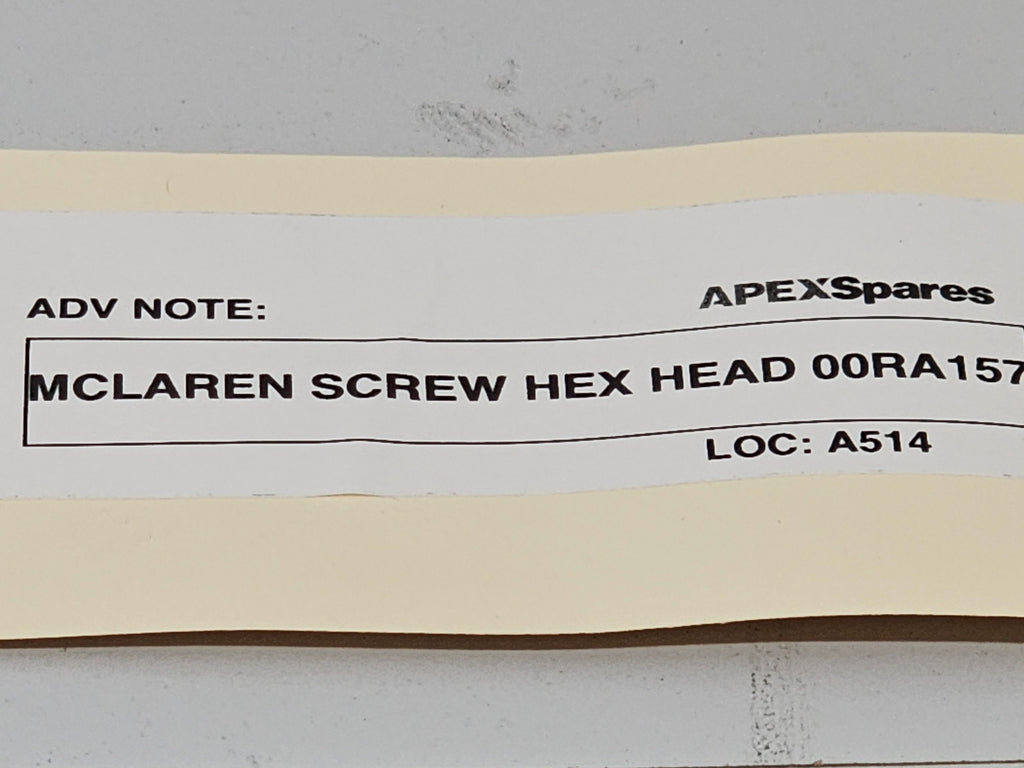 ADV NOTE:
APEXSpares
MCLAREN SCREW HEX HEAD 00RA157
LOC: A514